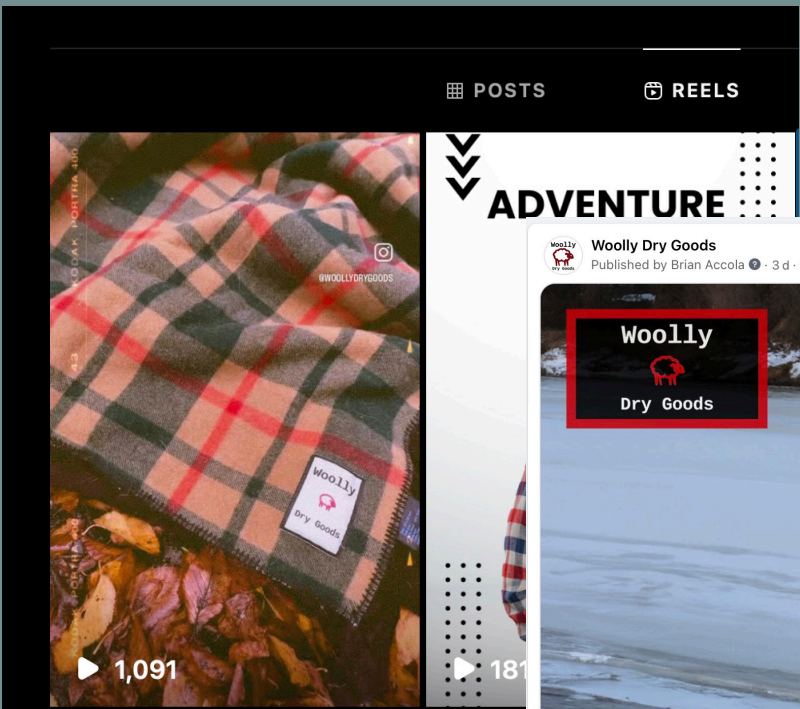 POSTS
REELS
KODAK PORTRA 400
43
@WOOLLYDRYGOODS
Woolly
Dry Goods
1,091
ADVENTURE
181
Woolly
Dry Goods
Woolly Dry Goods
Published by Brian Accola · 3 d ·
Woolly
Dry Goods